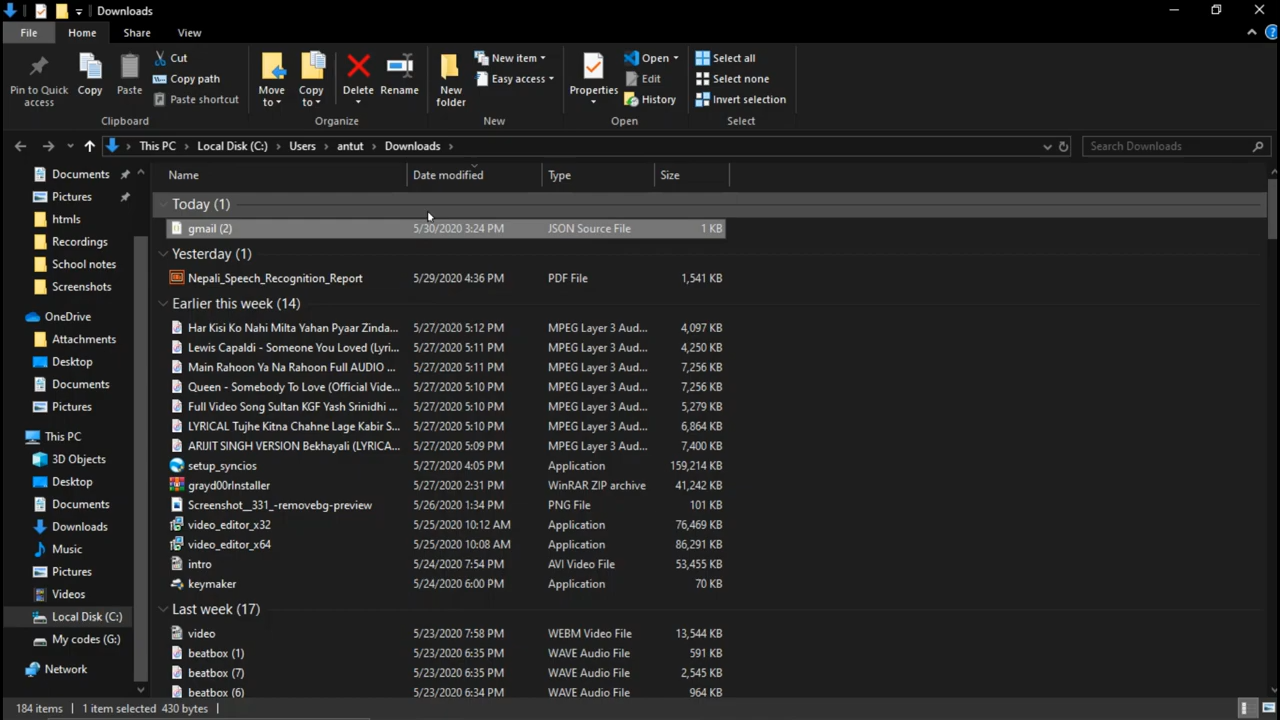 Downloads
File Home Share View
Pin to Quick access
Copy
Paste
Cut
Copy path
Paste shortcut
Clipboard
Move to
Copy to
Delete
Rename
Organize
New folder
New item
Easy access
New
Properties
Open
Edit
History
Open
Select all
Select none
Invert selection
Select
This PC Local Disk (C:) Users antut Downloads
Search Downloads
Documents
Pictures
htmls
Recordings
School notes
Screenshots
OneDrive
Attachments
Desktop
Documents
Pictures
This PC
3D Objects
Desktop
Documents
Downloads
Music
Pictures
Videos
Local Disk (C:)
My codes (G:)
Network
Name Date modified Type Size
Today (1)
gmail (2) 5/30/2020 3:24 PM JSON Source File 1 KB
Yesterday (1)
Nepali_Speech_Recognition_Report 5/29/2020 4:36 PM PDF File 1,541 KB
Earlier this week (14)
Har Kisi Ko Nahi Milta Yahan Pyaar Zinda... 5/27/2020 5:12 PM MPEG Layer 3 Aud... 4,097 KB
Lewis Capaldi - Someone You Loved (Lyri... 5/27/2020 5:11 PM MPEG Layer 3 Aud... 4,250 KB
Main Rahoon Ya Na Rahoon Full AUDIO ... 5/27/2020 5:11 PM MPEG Layer 3 Aud... 7,256 KB
Queen - Somebody To Love (Official Vide... 5/27/2020 5:10 PM MPEG Layer 3 Aud... 7,256 KB
Full Video Song Sultan KGF Yash Srinidhi ... 5/27/2020 5:10 PM MPEG Layer 3 Aud... 5,279 KB
LYRICAL Tujhe Kitna Chahne Lage Kabir S... 5/27/2020 5:10 PM MPEG Layer 3 Aud... 6,864 KB
ARIJIT SINGH VERSION Bekhayali (LYRICA... 5/27/2020 5:09 PM MPEG Layer 3 Aud... 7,400 KB
setup_syncios 5/27/2020 4:05 PM Application 159,214 KB
grayd00rInstaller 5/27/2020 2:31 PM WinRAR ZIP archive 41,242 KB
Screenshot__331_-removebg-preview 5/26/2020 1:34 PM PNG File 101 KB
video_editor_x32 5/25/2020 10:12 AM Application 76,469 KB
video_editor_x64 5/25/2020 10:08 AM Application 86,291 KB
intro 5/24/2020 7:54 PM AVI Video File 53,455 KB
keymaker 5/24/2020 6:00 PM Application 70 KB
Last week (17)
video 5/23/2020 7:58 PM WEBM Video File 13,544 KB
beatbox (1) 5/23/2020 6:35 PM WAVE Audio File 591 KB
beatbox (7) 5/23/2020 6:35 PM WAVE Audio File 2,545 KB
beatbox (6) 5/23/2020 6:34 PM WAVE Audio File 964 KB
184 items 1 item selected 430 bytes